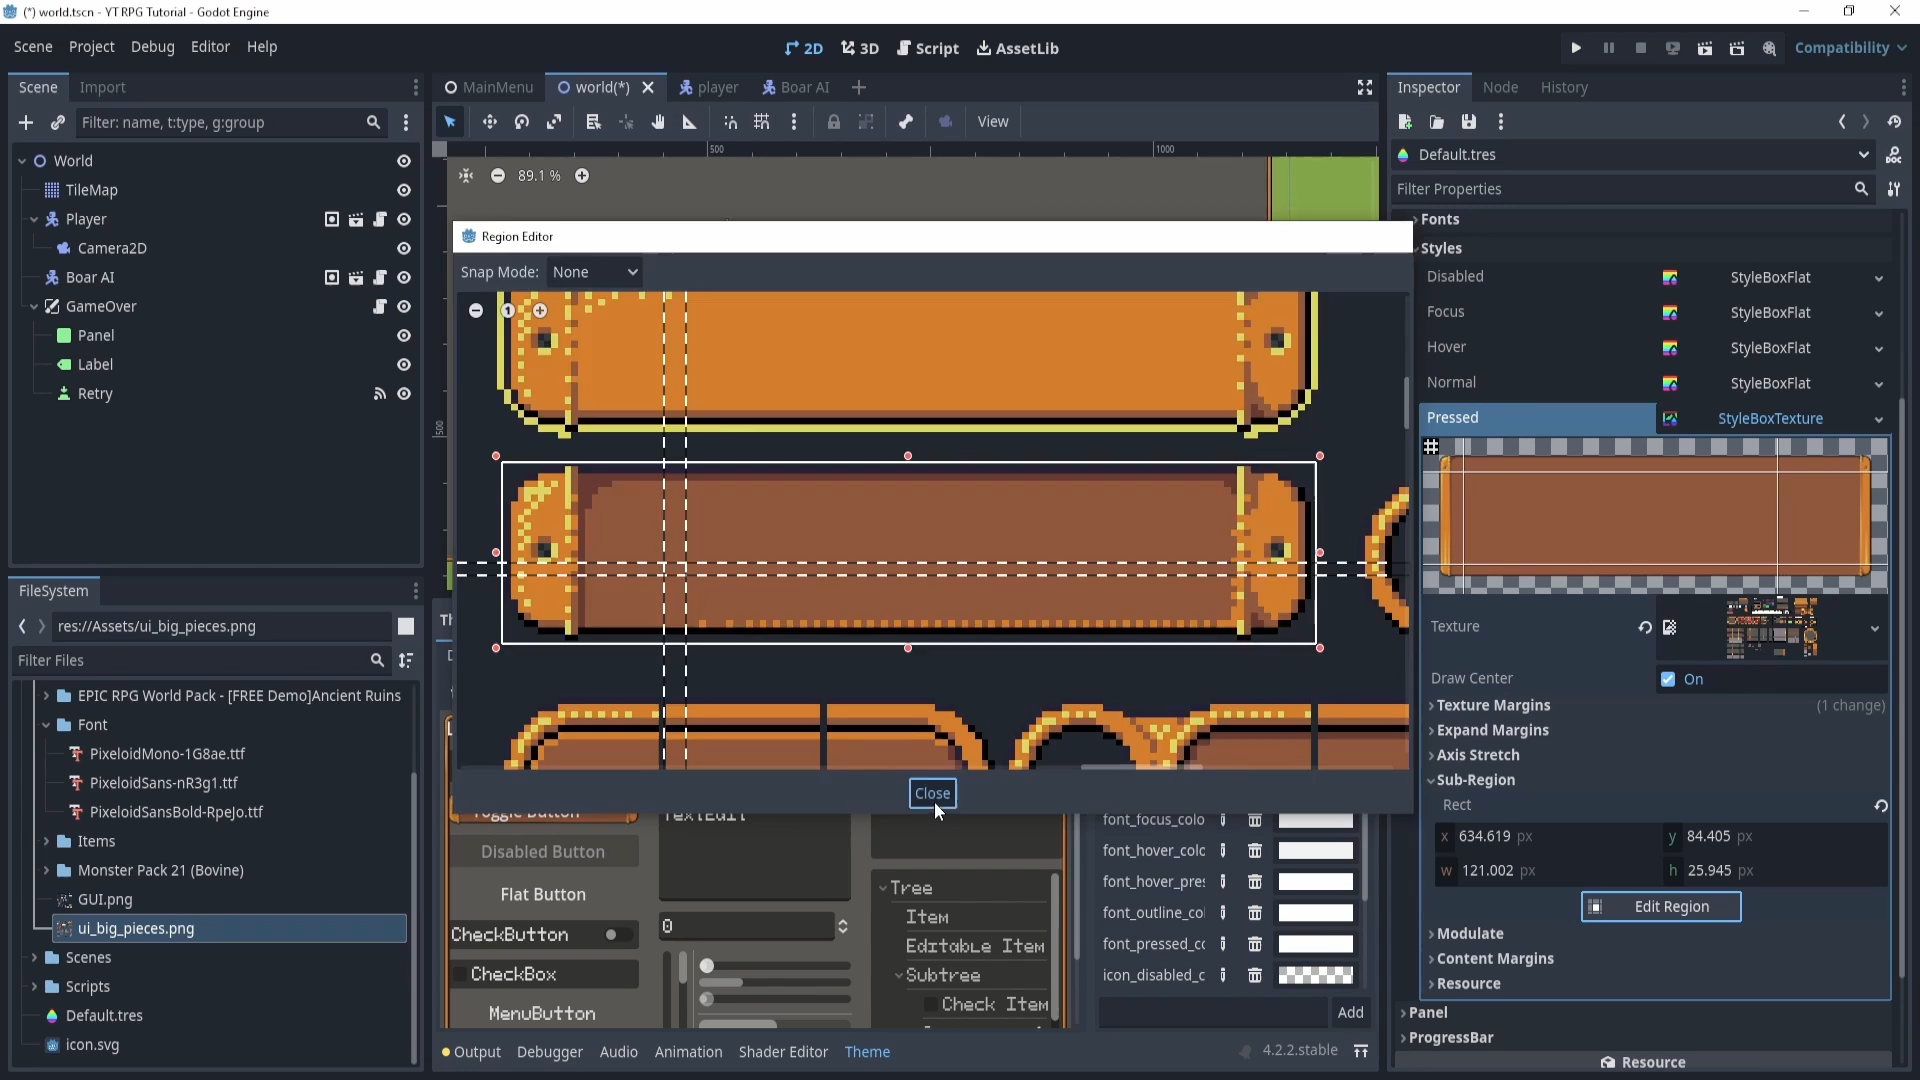 (*) world.tscn - YT RPG Tutorial - Godot Engine
Scene Project Debug Editor Help
2D 3D Script AssetLib
Compatibility
Scene Import
MainMenu world(*) player Boar AI
Inspector Node History
Filter: name, t:type, g:group
View
500 1000
89.1 %
World
TileMap
Player
Camera2D
Boar AI
GameOver
Panel
Label
Retry
500
FileSystem
res://Assets/ui_big_pieces.png
Filter Files
EPIC RPG World Pack - [FREE Demo]Ancient Ruins
Font
PixeloidMono-1G8ae.ttf
PixeloidSans-nR3g1.ttf
PixeloidSansBold-RpeJo.ttf
Items
Monster Pack 21 (Bovine)
GUI.png
ui_big_pieces.png
Scenes
Scripts
Default.tres
icon.svg
Region Editor
Snap Mode: None
1
Close
Toggle Button
TextEdit
Disabled Button
Flat Button
CheckButton
CheckBox
MenuButton
0
Tree
Item
Editable Item
Subtree
Check Item
font_focus_colo
font_hover_colc
font_hover_pres
font_outline_col
font_pressed_cc
icon_disabled_c
Add
Output Debugger Audio Animation Shader Editor Theme
4.2.2.stable
Default.tres
Filter Properties
Fonts
Styles
Disabled StyleBoxFlat
Focus StyleBoxFlat
Hover StyleBoxFlat
Normal StyleBoxFlat
Pressed StyleBoxTexture
Texture
Draw Center On
Texture Margins (1 change)
Expand Margins
Axis Stretch
Sub-Region
Rect
x 634.619 px y 84.405 px
w 121.002 px h 25.945 px
Edit Region
Modulate
Content Margins
Resource
Panel
ProgressBar
Resource